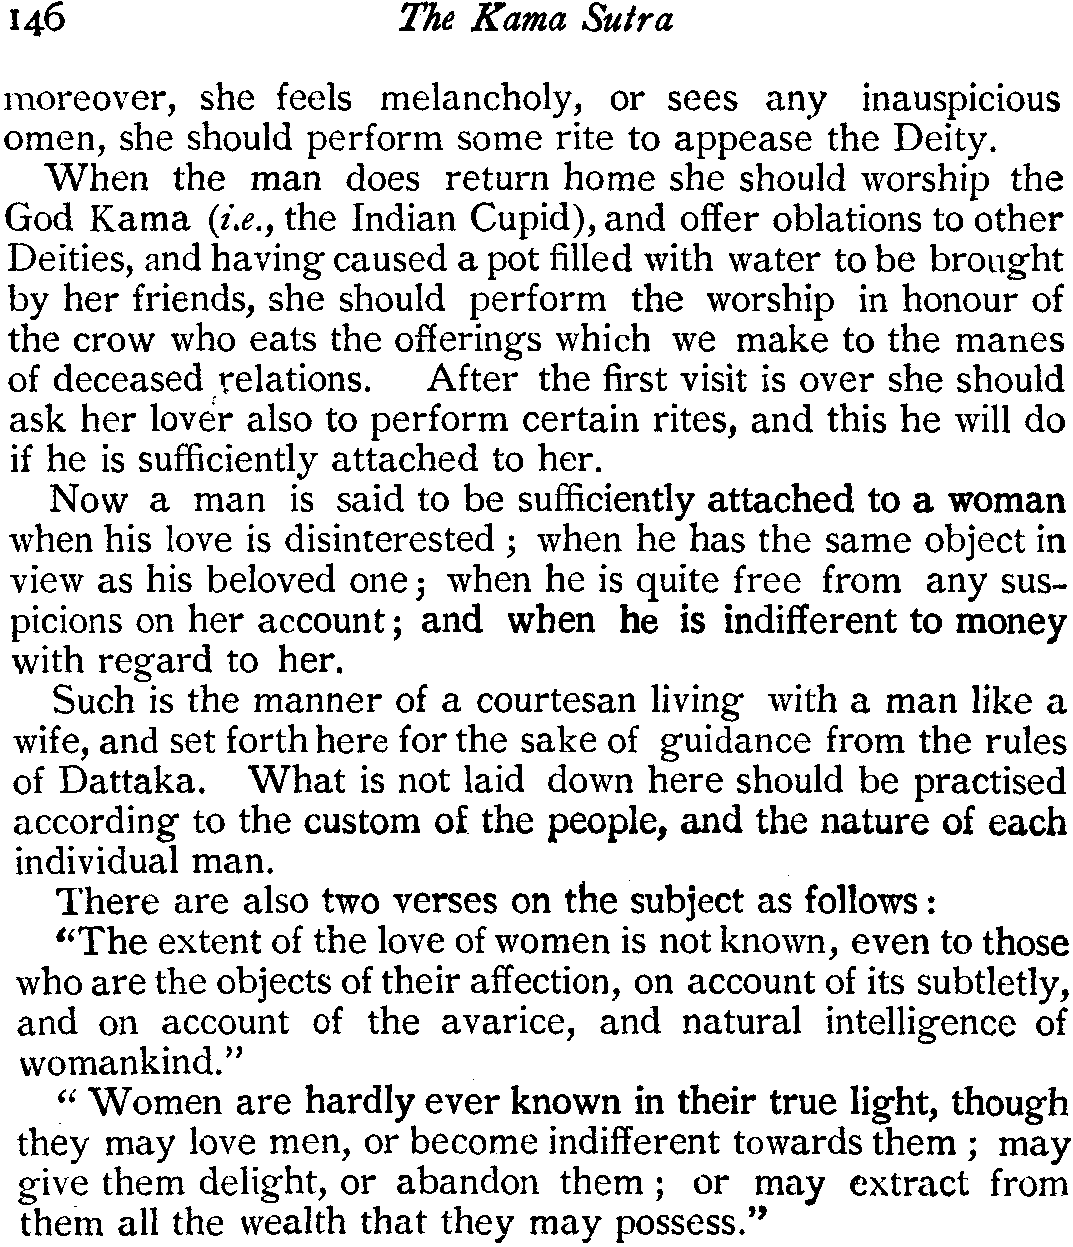 146 The Kama Sutra
moreover, she feels melancholy, or sees any inauspicious
omen, she should perform some rite to appease the Deity.
When the man does return home she should worship the
God Kama (i.e., the Indian Cupid), and offer oblations to other
Deities, and having caused a pot filled with water to be brought
by her friends, she should perform the worship in honour of
the crow who eats the offerings which we make to the manes
of deceased relations. After the first visit is over she should
ask her lover also to perform certain rites, and this he will do
if he is sufficiently attached to her.
Now a man is said to be sufficiently attached to a woman
when his love is disinterested ; when he has the same object in
view as his beloved one ; when he is quite free from any sus-
picions on her account ; and when he is indifferent to money
with regard to her.
Such is the manner of a courtesan living with a man like a
wife, and set forth here for the sake of guidance from the rules
of Dattaka. What is not laid down here should be practised
according to the custom of the people, and the nature of each
individual man.
There are also two verses on the subject as follows :
"The extent of the love of women is not known, even to those
who are the objects of their affection, on account of its subtletly,
and on account of the avarice, and natural intelligence of
womankind."
" Women are hardly ever known in their true light, though
they may love men, or become indifferent towards them ; may
give them delight, or abandon them ; or may extract from
them all the wealth that they may possess."